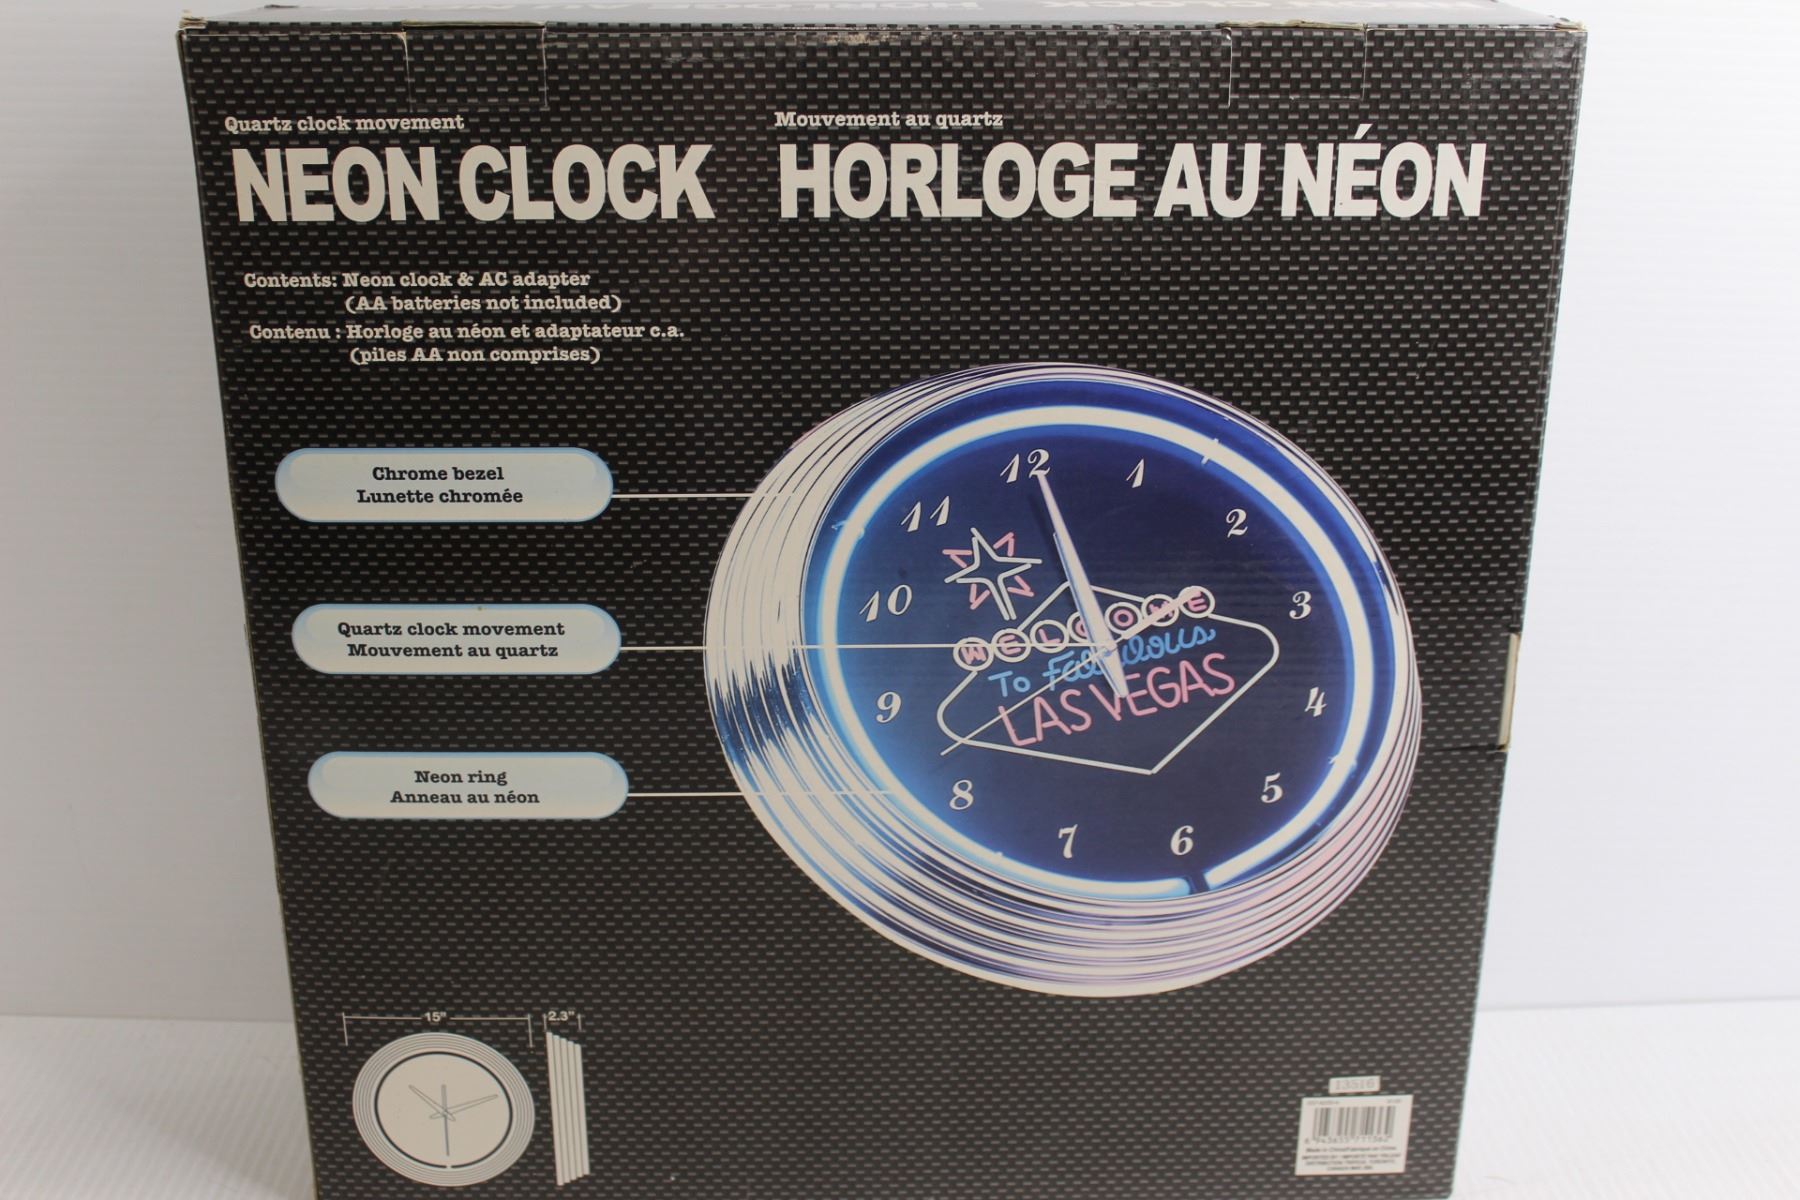 Quartz clock movement
NEON CLOCK
Mouvement au quartz
HORLOGE AU NÉON
Contents: Neon clock & AC adapter
(AA batteries not included)
Contenu : Horloge au néon et adaptateur c.a.
(piles AA non comprises)
Chrome bezel
Lunette chromée
Quartz clock movement
Mouvement au quartz
Neon ring
Anneau au néon
12
1
2
3
4
5
6
7
8
9
10
11
WELCOME
To Fabulous
LAS VEGAS
15"
2.3"
13516